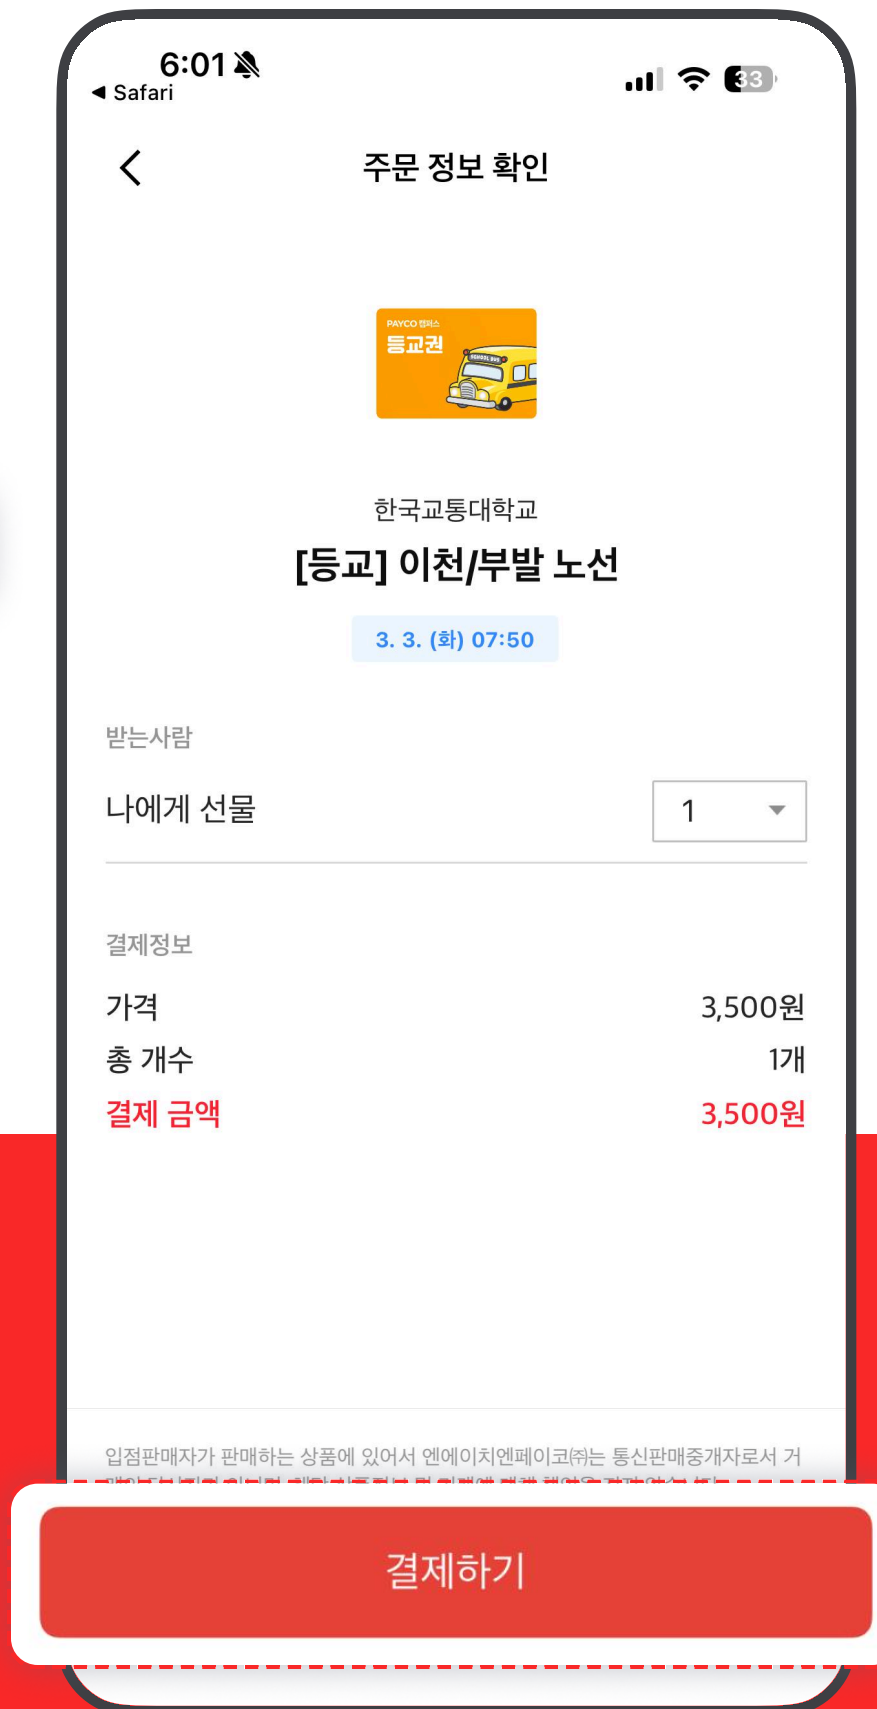 6:01
◀ Safari
33
주문 정보 확인
PAYCO 캠퍼스
등교권
SCHOOL BUS
한국교통대학교
[등교] 이천/부발 노선
3. 3. (화) 07:50
받는사람
나에게 선물
1
결제정보
가격 3,500원
총 개수 1개
결제 금액 3,500원
입점판매자가 판매하는 상품에 있어서 엔에이치엔페이코㈜는 통신판매중개자로서 거
결제하기